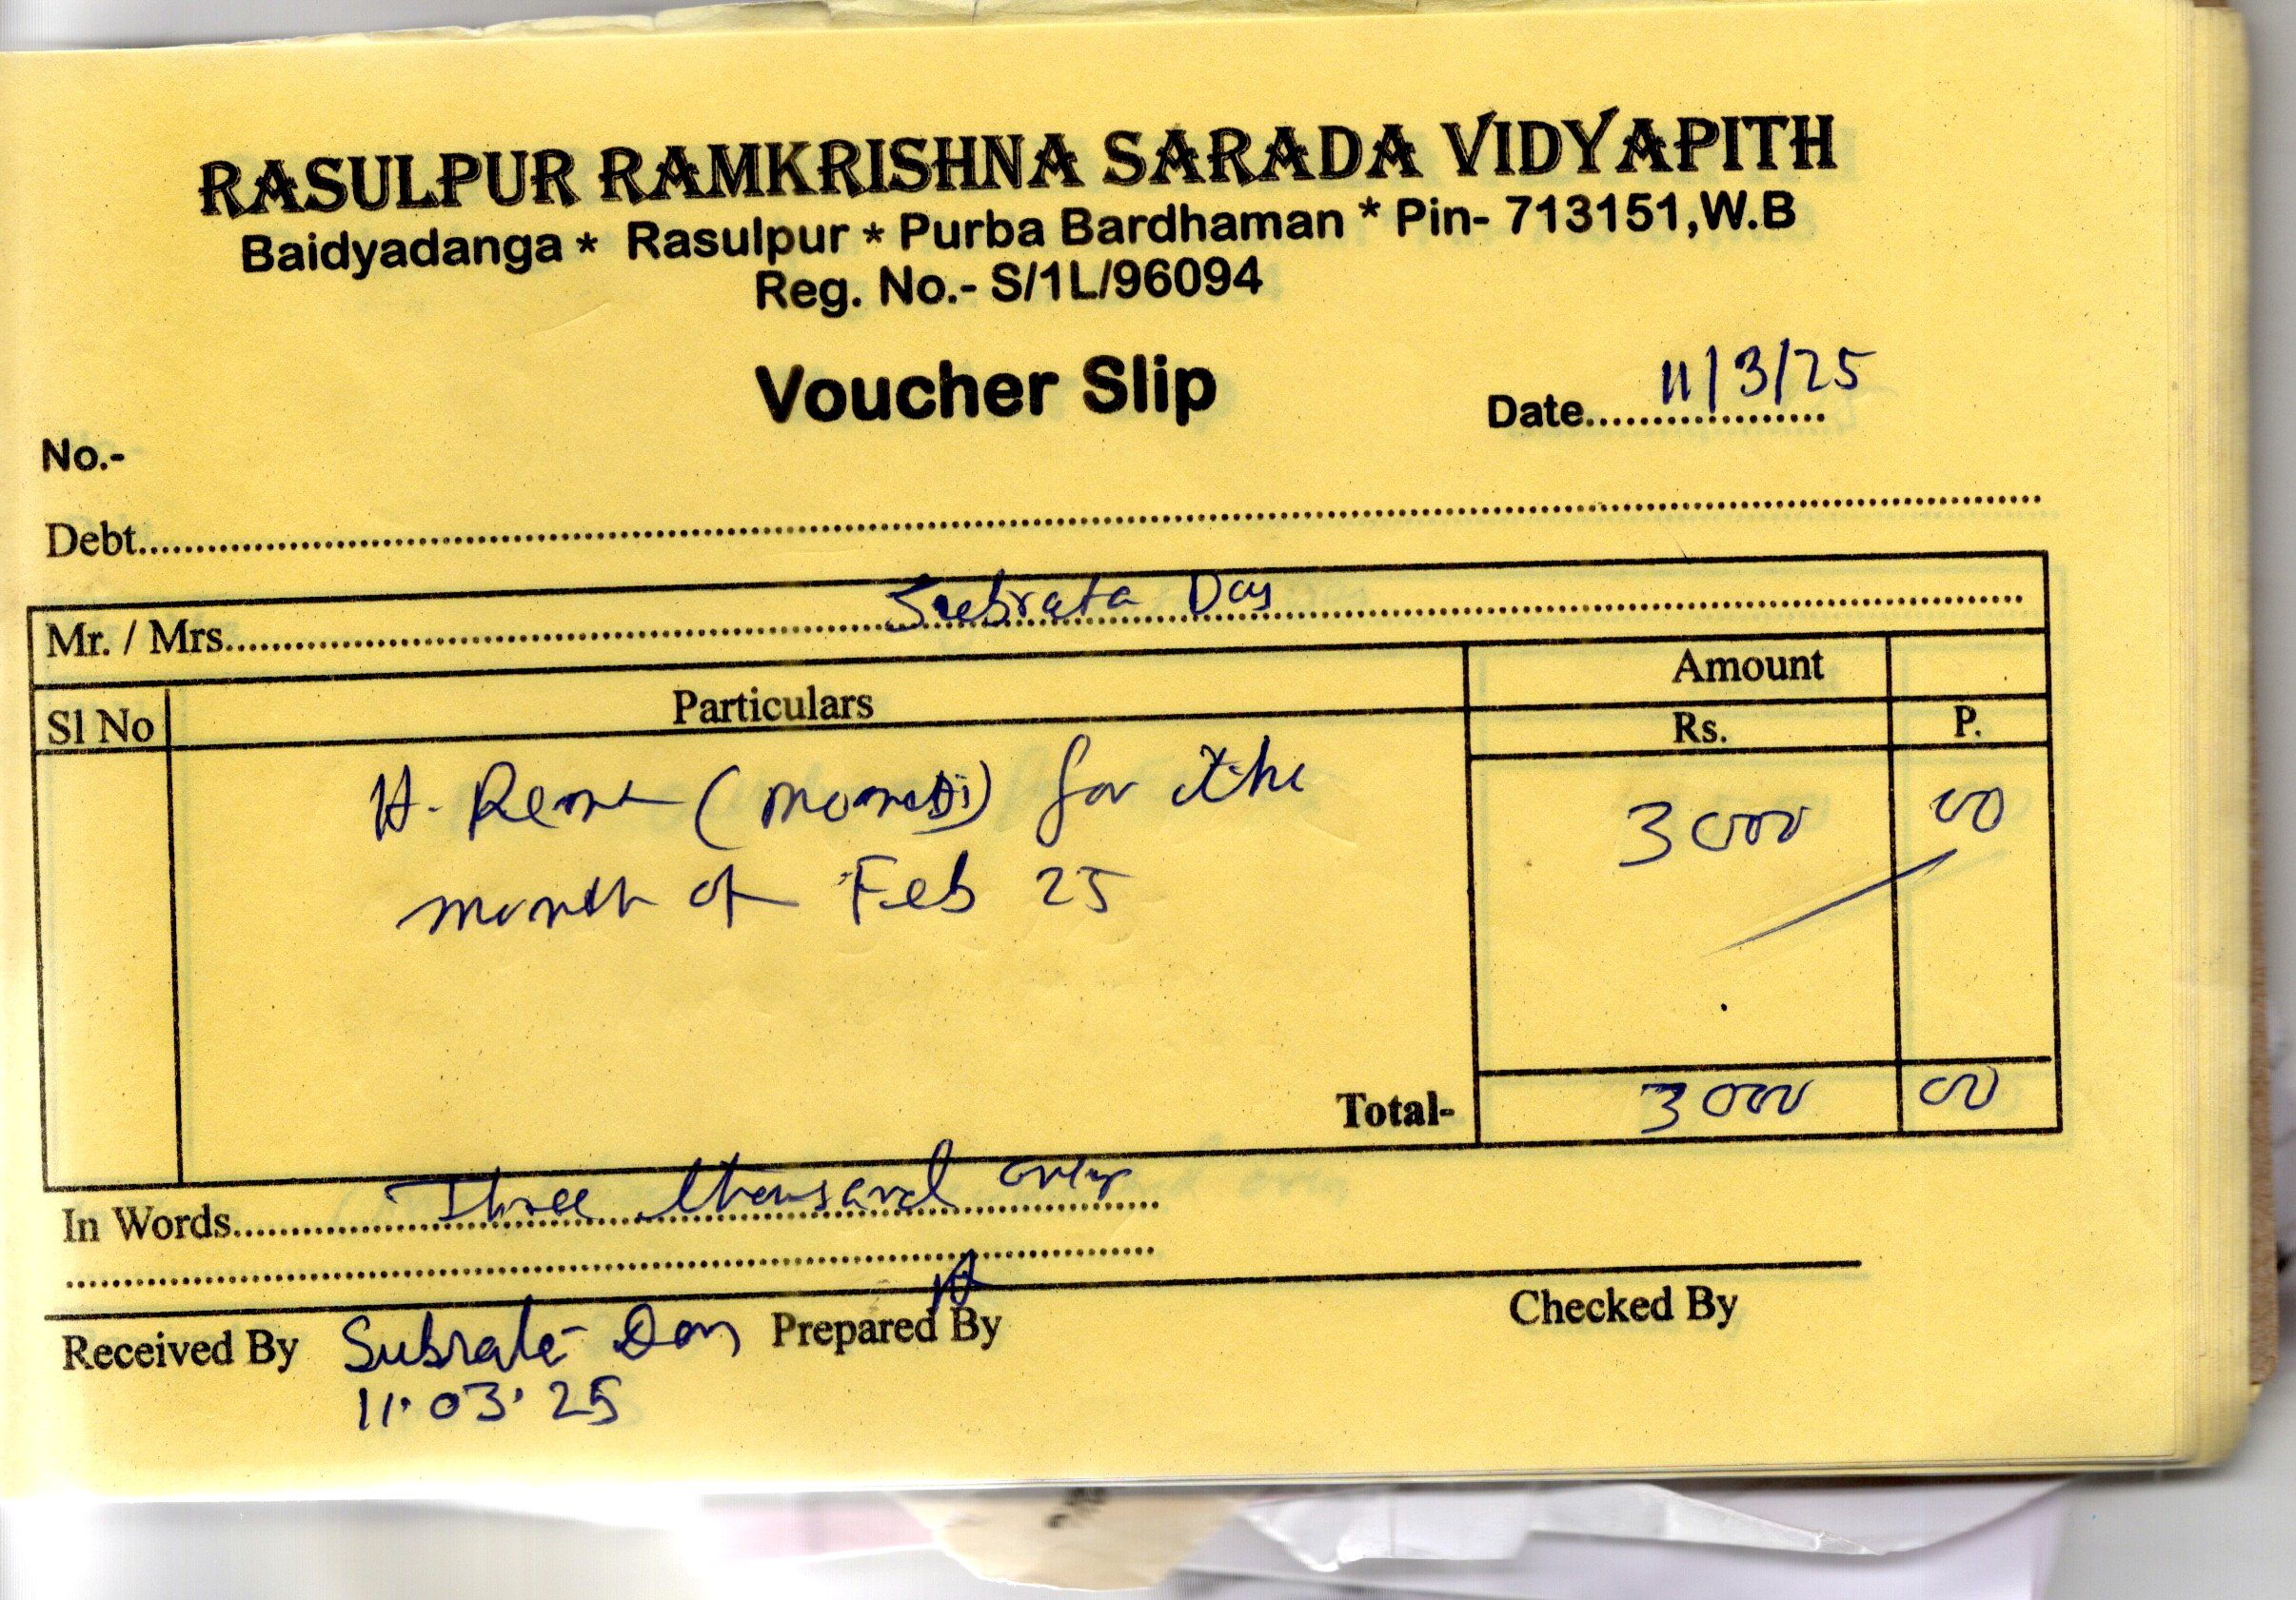 RASULPUR RAMKRISHNA SARADA VIDYAPITH
Baidyadanga * Rasulpur * Purba Bardhaman * Pin- 713151,W.B
Reg. No.- S/1L/96094
Voucher Slip
Date 11/3/25
No.-
Debt
Mr. / Mrs. Subrata Das
Sl No Particulars Amount
Rs. P.
H. Rent ( ) for the 3000 00
month of Feb 25
Total- 3000 00
In Words Three thousand only
Received By Subrata Das Prepared By Checked By
11.03.25